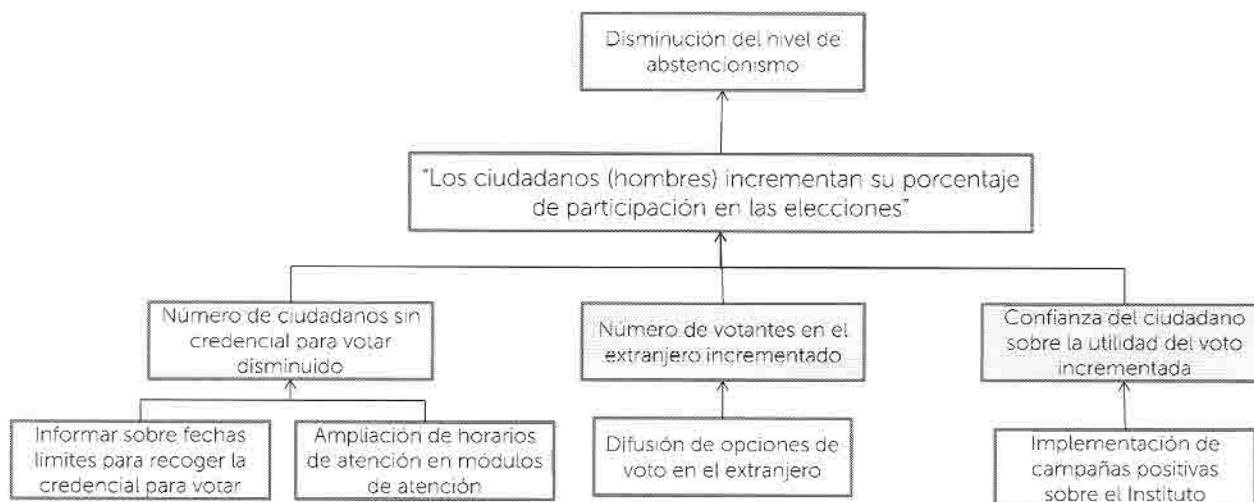 Disminución del nivel de
abstencionismo
"Los ciudadanos (hombres) incrementan su porcentaje
de participación en las elecciones"
Número de ciudadanos sin
credencial para votar
disminuido
Número de votantes en el
extranjero incrementado
Confianza del ciudadano
sobre la utilidad del voto
incrementada
Informar sobre fechas
límites para recoger la
credencial para votar
Ampliación de horarios
de atención en módulos
de atención
Difusión de opciones de
voto en el extranjero
Implementación de
campañas positivas
sobre el Instituto